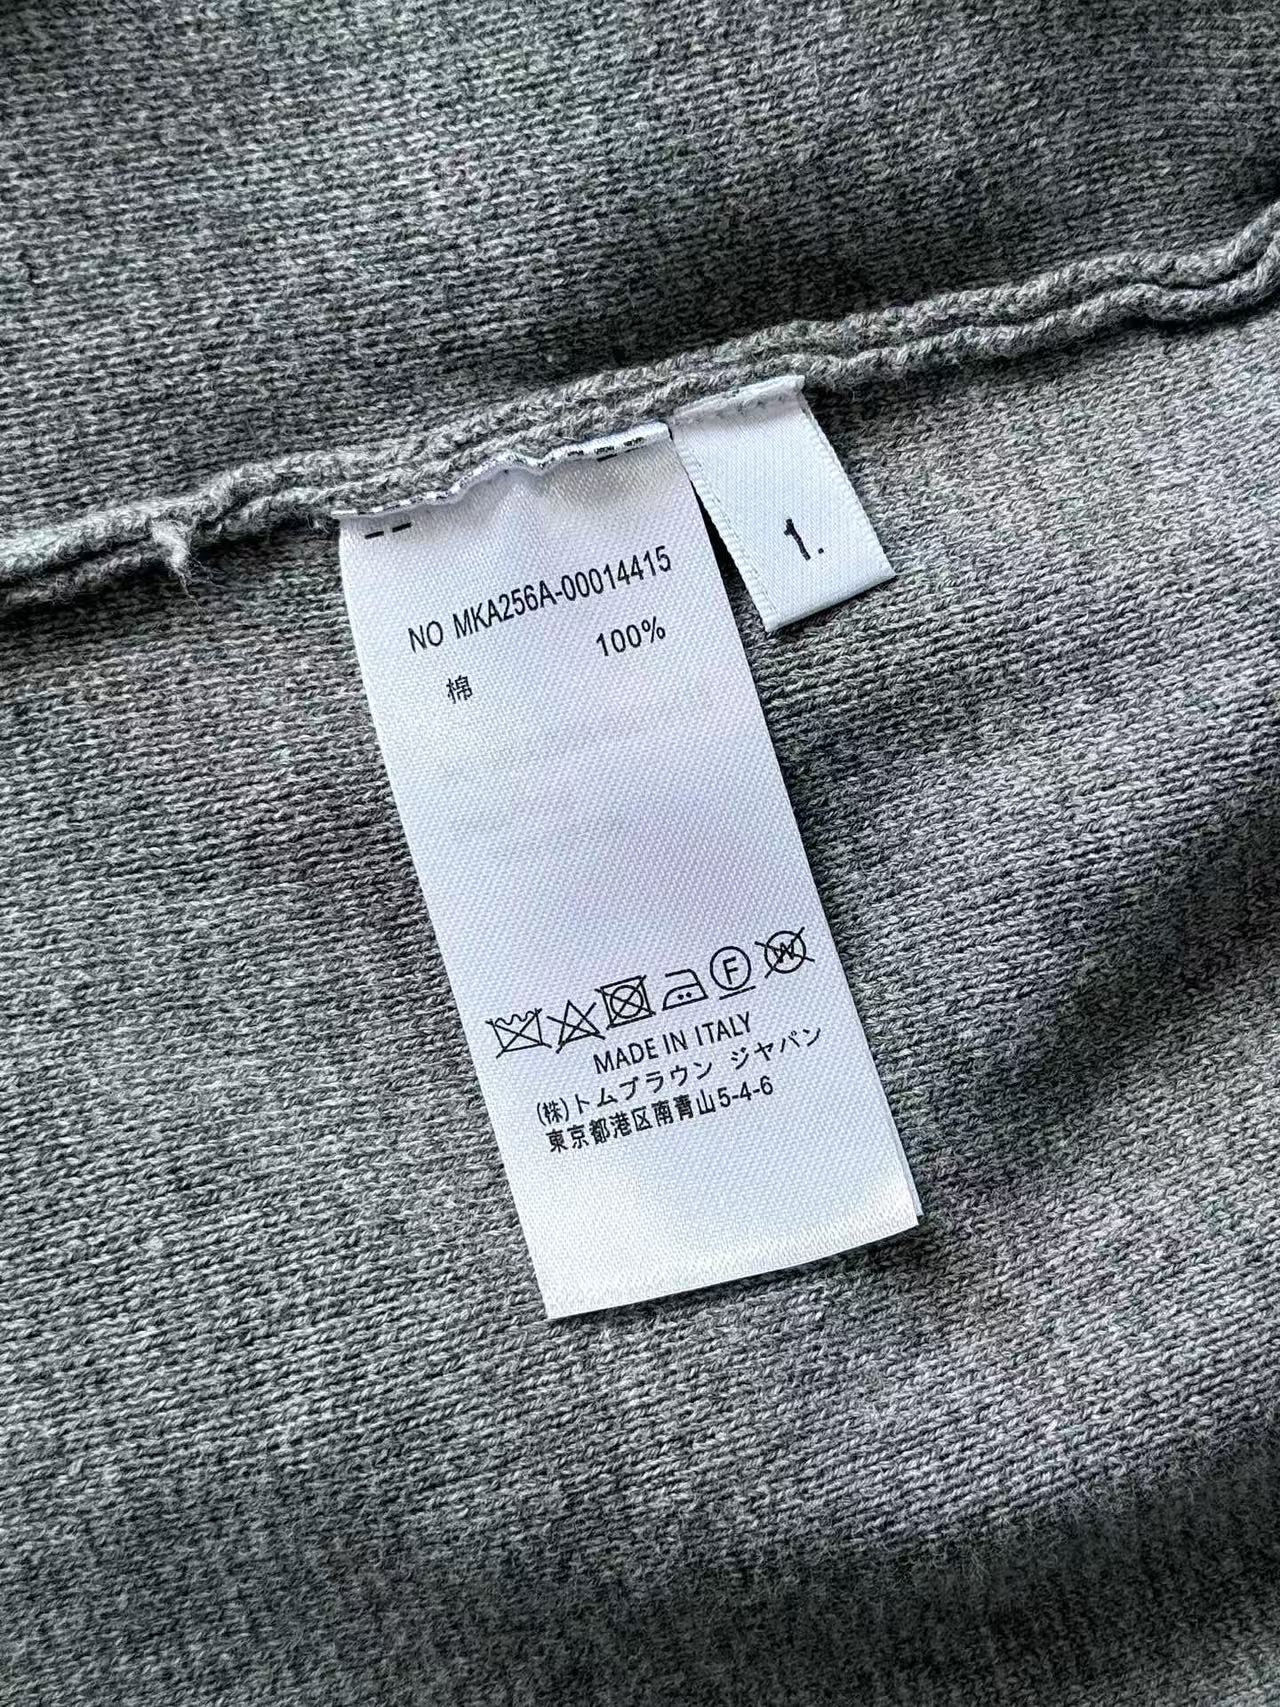 NO MKA256A-00014415
棉 100%
1.
F
W
MADE IN ITALY
(株)トムブラウン ジャパン
東京都港区南青山5-4-6